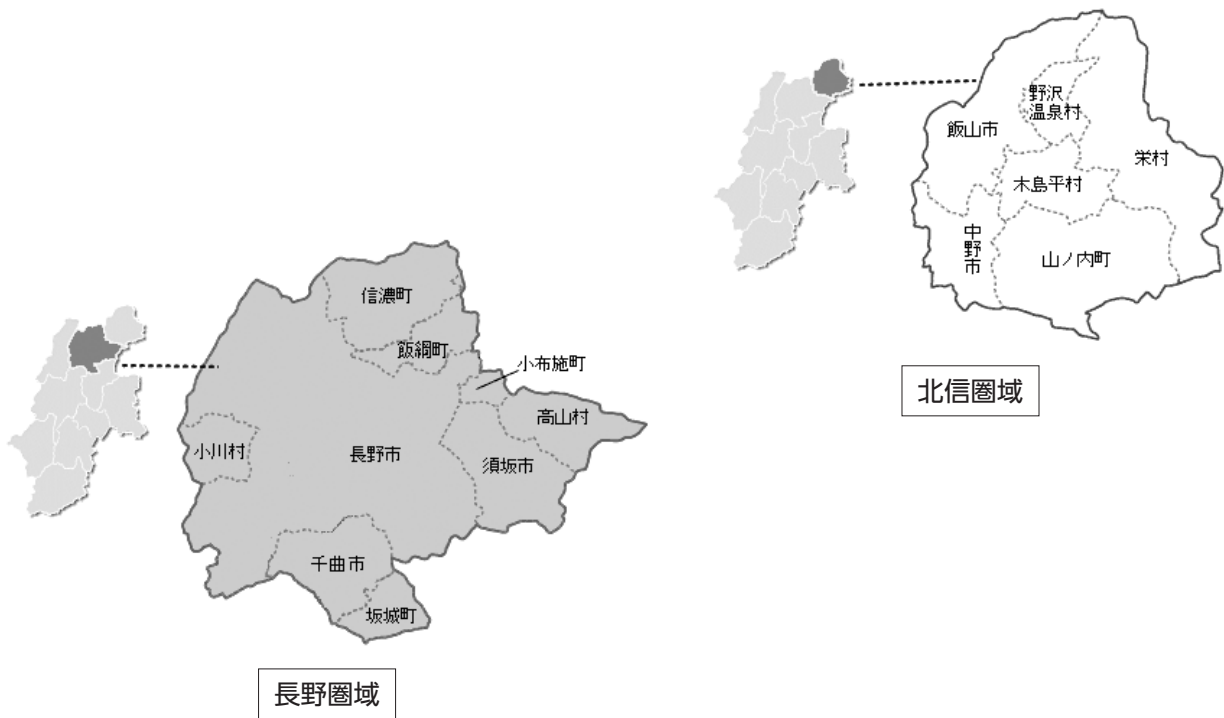 野沢
温泉村
飯山市
栄村
木島平村
中野市
山ノ内町
北信圏域
信濃町
飯綱町
小布施町
高山村
小川村
長野市
須坂市
千曲市
坂城町
長野圏域